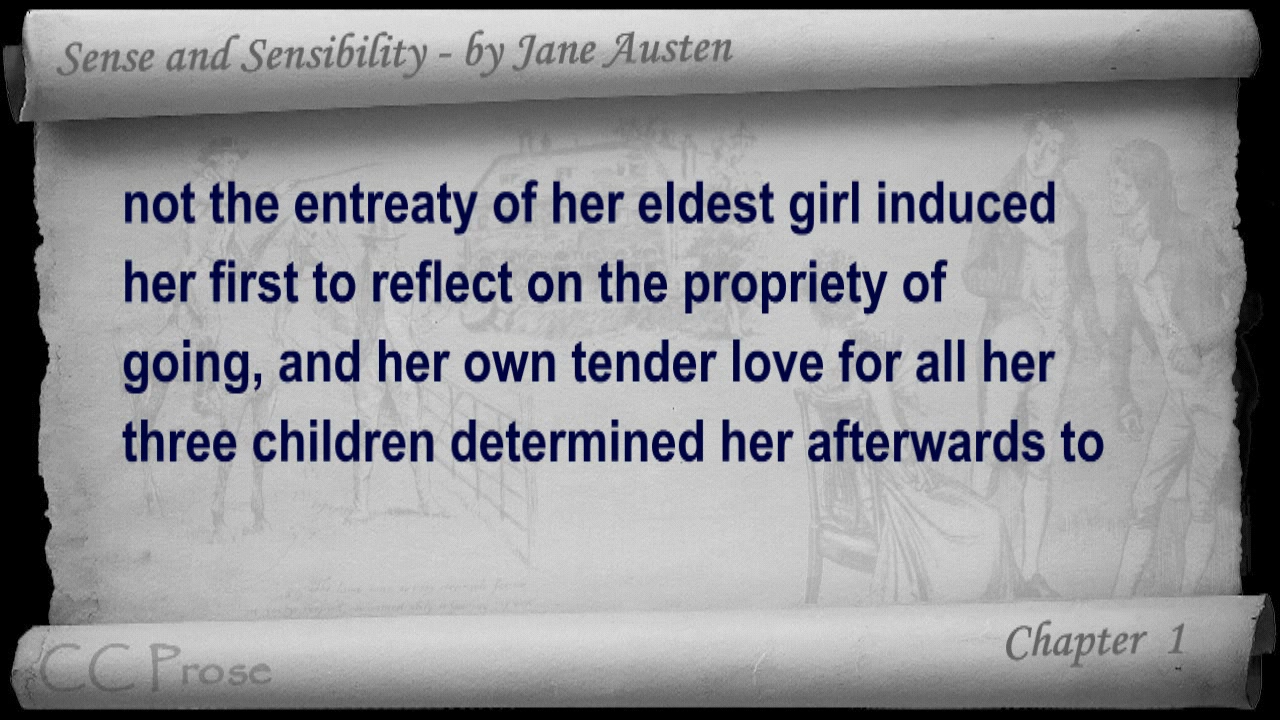 Sense and Sensibility - by Jane Austen
not the entreaty of her eldest girl induced
her first to reflect on the propriety of
going, and her own tender love for all her
three children determined her afterwards to
Chapter 1
CC Prose